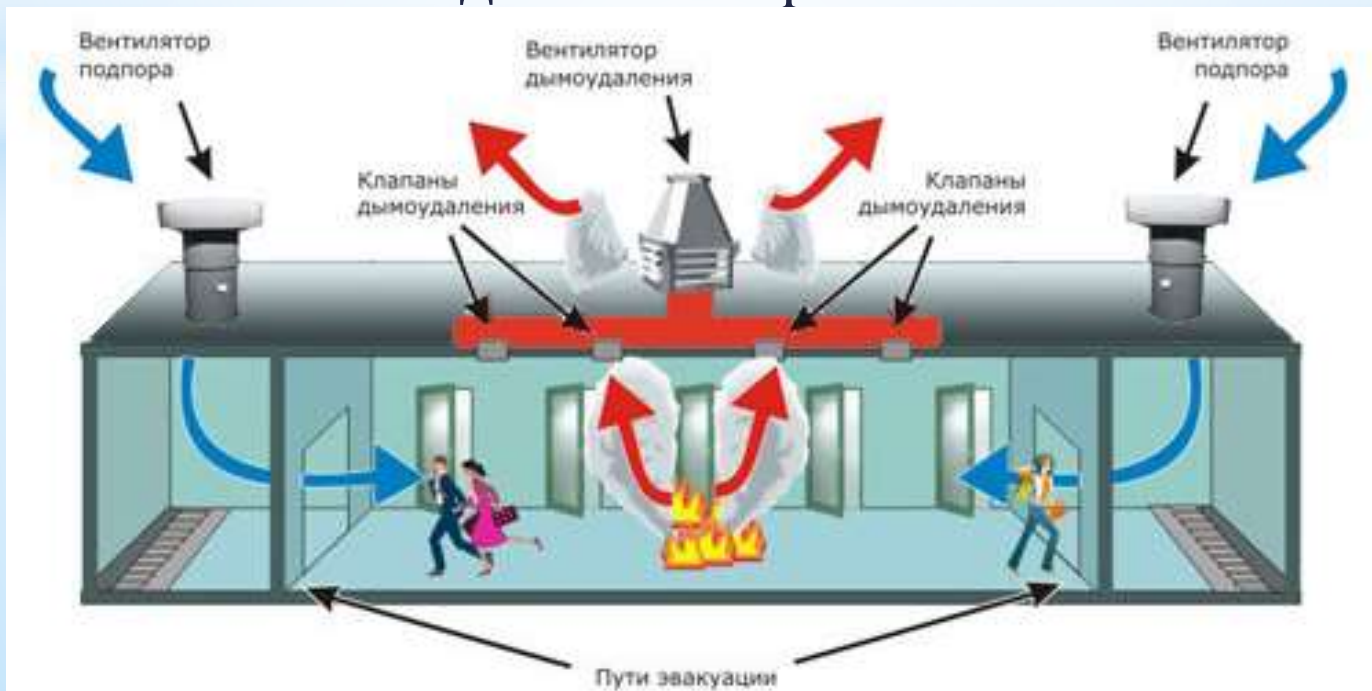 Вентилятор
подпора
Вентилятор
дымоудаления
Вентилятор
подпора
Клапаны
дымоудаления
Клапаны
дымоудаления
Пути эвакуации